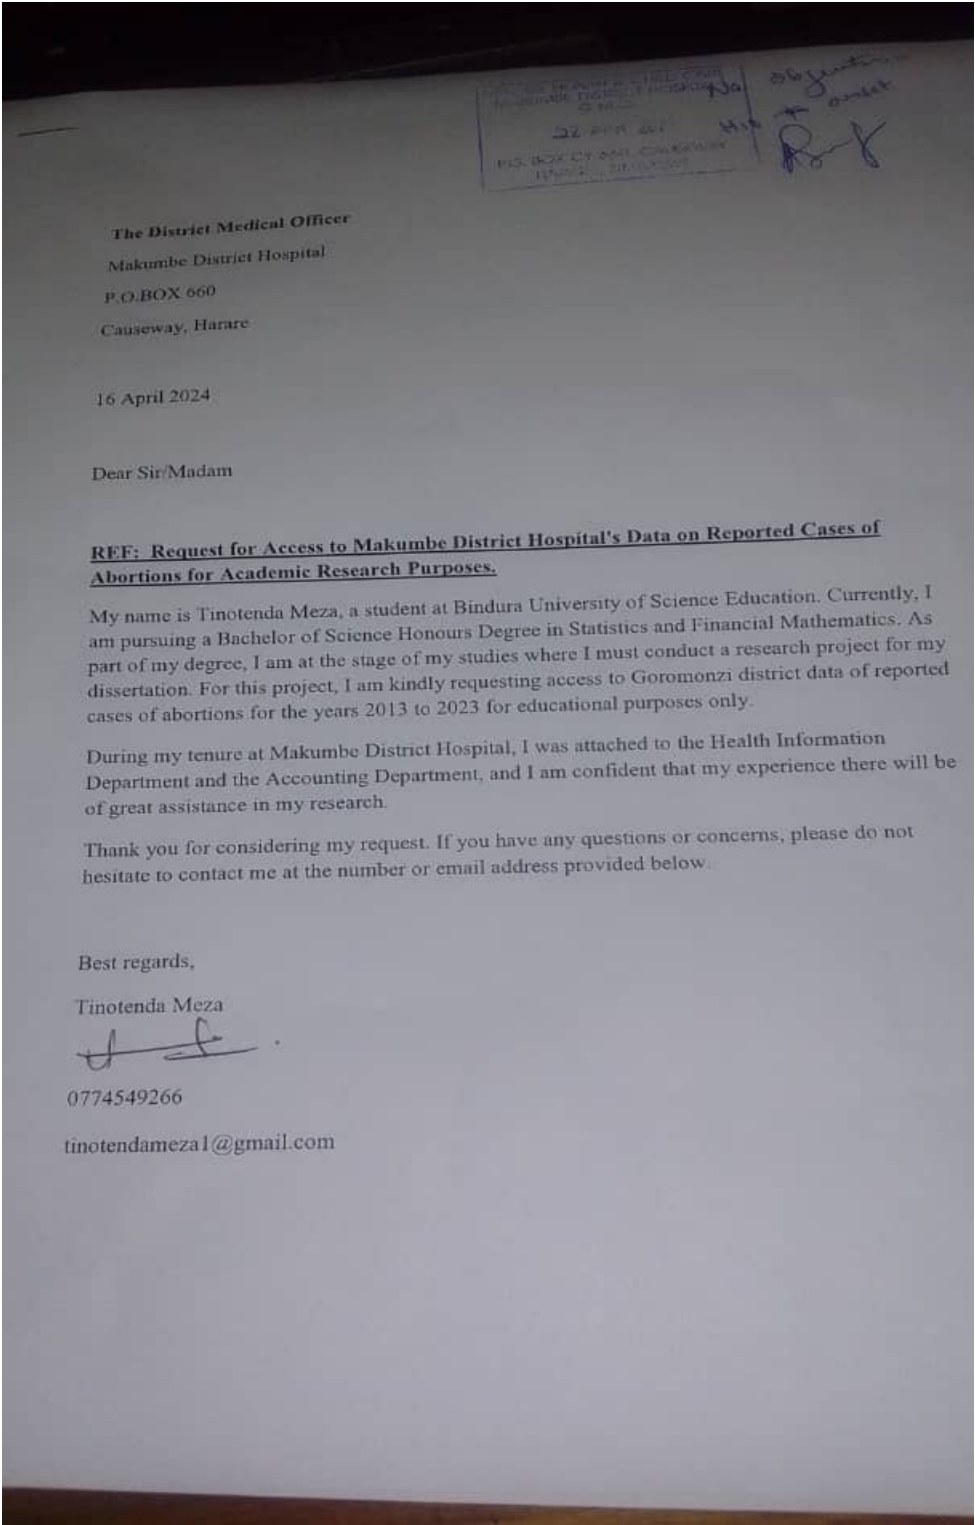 MAKUMBE DISTRICT HOSPITAL
22 APR
P.O. BOX CAUSEWAY
No objection
The District Medical Officer
Makumbe District Hospital
P.O.BOX 660
Causeway, Harare
16 April 2024
Dear Sir/Madam
REF: Request for Access to Makumbe District Hospital's Data on Reported Cases of
Abortions for Academic Research Purposes.
My name is Tinotenda Meza, a student at Bindura University of Science Education. Currently, I
am pursuing a Bachelor of Science Honours Degree in Statistics and Financial Mathematics. As
part of my degree, I am at the stage of my studies where I must conduct a research project for my
dissertation. For this project, I am kindly requesting access to Goromonzi district data of reported
cases of abortions for the years 2013 to 2023 for educational purposes only.
During my tenure at Makumbe District Hospital, I was attached to the Health Information
Department and the Accounting Department, and I am confident that my experience there will be
of great assistance in my research.
Thank you for considering my request. If you have any questions or concerns, please do not
hesitate to contact me at the number or email address provided below.
Best regards,
Tinotenda Meza
0774549266
tinotendameza1@gmail.com